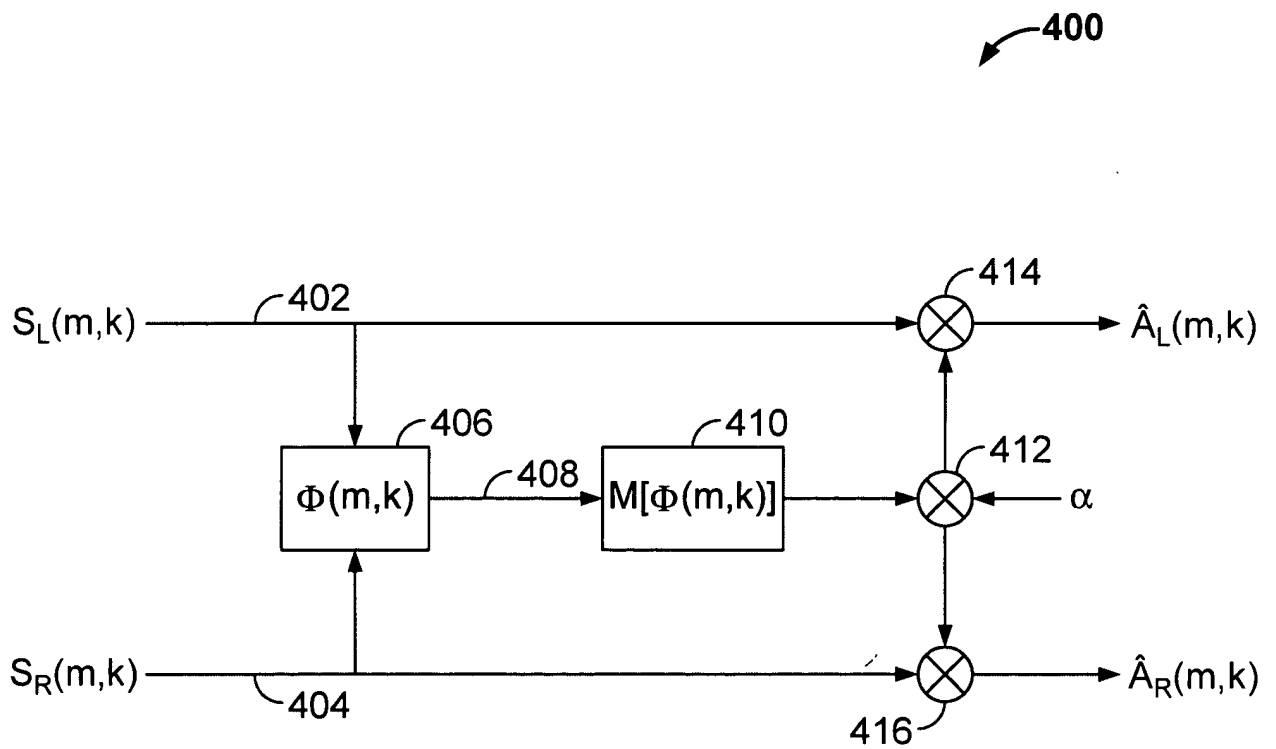 400
414
402
S_L(m,k)
Â_L(m,k)
406
410
412
408
Φ(m,k)
M[Φ(m,k)]
α
S_R(m,k)
Â_R(m,k)
404
416